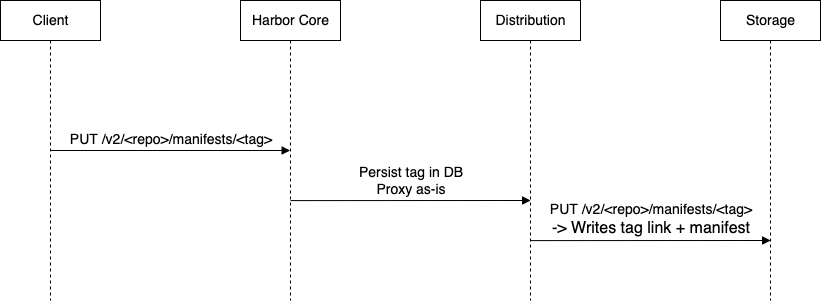 Client
Harbor Core
Distribution
Storage
PUT /v2/<repo>/manifests/<tag>
Persist tag in DB
Proxy as-is
PUT /v2/<repo>/manifests/<tag>
-> Writes tag link + manifest